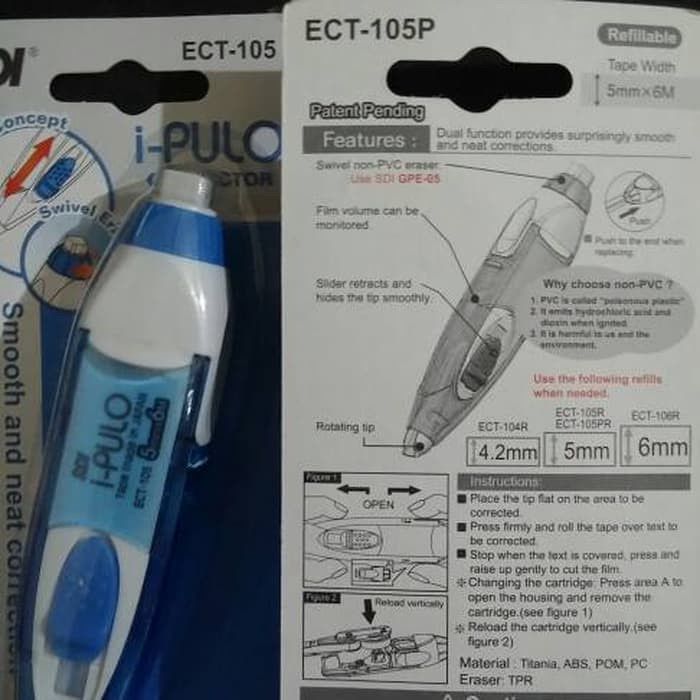 DI®
ECT-105
Concept
i-PULO
CTOR
Swivel Er
Smooth and neat correction
SDI
i-PULO
TAPE MADE IN JAPAN
ECT-105 5mm×6M
ECT-105P
Refillable
Tape Width
5mm×6M
Patent Pending
Features :
Dual function provides surprisingly smooth
and neat corrections.
Swivel non-PVC eraser.
Use SDI GPE-05
Film volume can be
monitored.
Push
Push to the end when
replacing.
Slider retracts and
hides the tip smoothly.
Why choose non-PVC ?
1. PVC is called "poisonous plastic"
2. It emits hydrochloric acid and
dioxin when ignited.
3. It is harmful to us and the
environment.
Use the following refills
when needed.
Rotating tip
ECT-104R
4.2mm
ECT-105R
ECT-105PR
5mm
ECT-106R
6mm
Figure 1
OPEN
A
Figure 2
Reload vertically
Instructions:
■ Place the tip flat on the area to be
corrected.
■ Press firmly and roll the tape over text to
be corrected.
■ Stop when the text is covered, press and
raise up gently to cut the film.
※ Changing the cartridge: Press area A to
open the housing and remove the
cartridge.(see figure 1)
※ Reload the cartridge vertically.(see
figure 2)
Material : Titania, ABS, POM, PC
Eraser: TPR